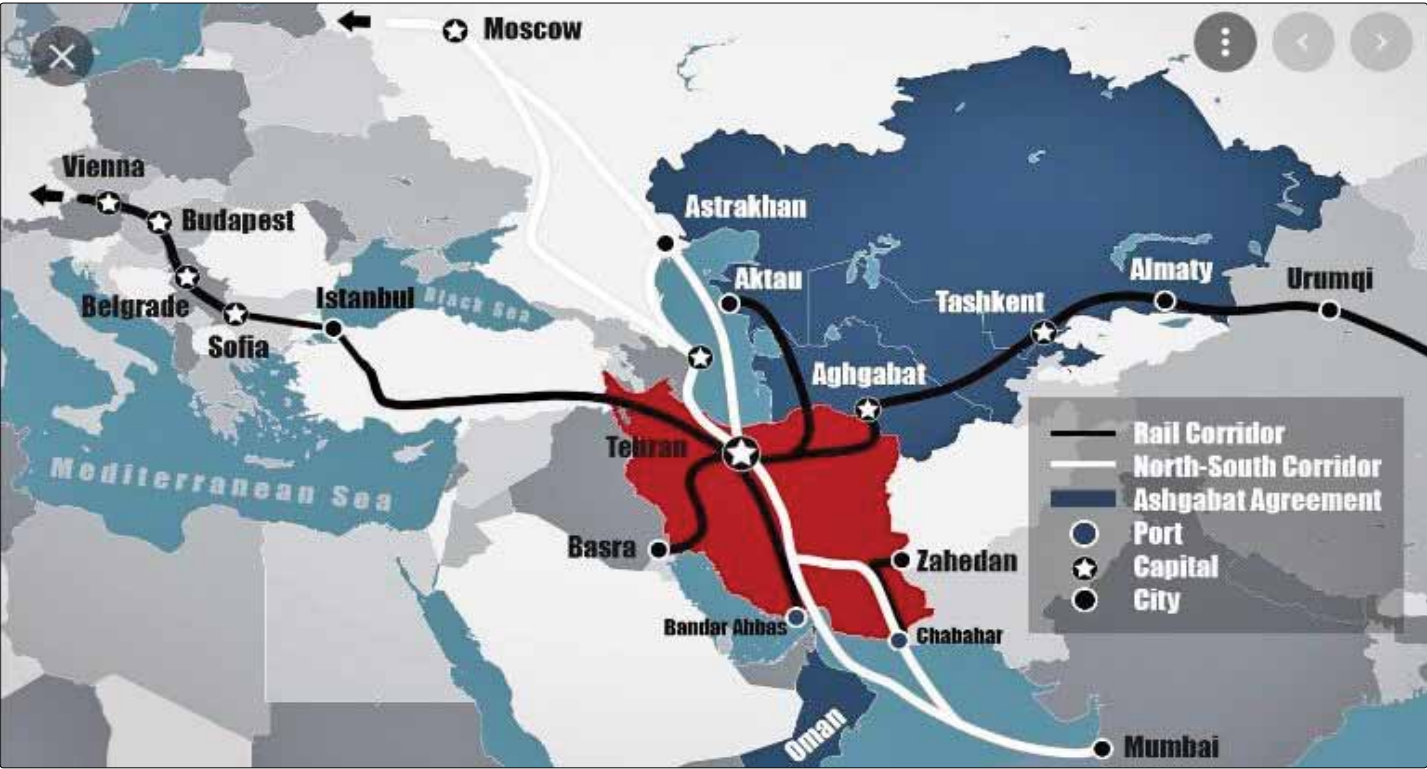 Moscow
Vienna
Budapest
Astrakhan
Aktau
Almaty
Urumqi
Belgrade
Istanbul
Black Sea
Tashkent
Sofia
Aghgabat
Tehran
Mediterranean Sea
Rail Corridor
North-South Corridor
Ashgabat Agreement
Port
Capital
City
Basra
Zahedan
Bandar Abbas
Chabahar
Oman
Mumbai